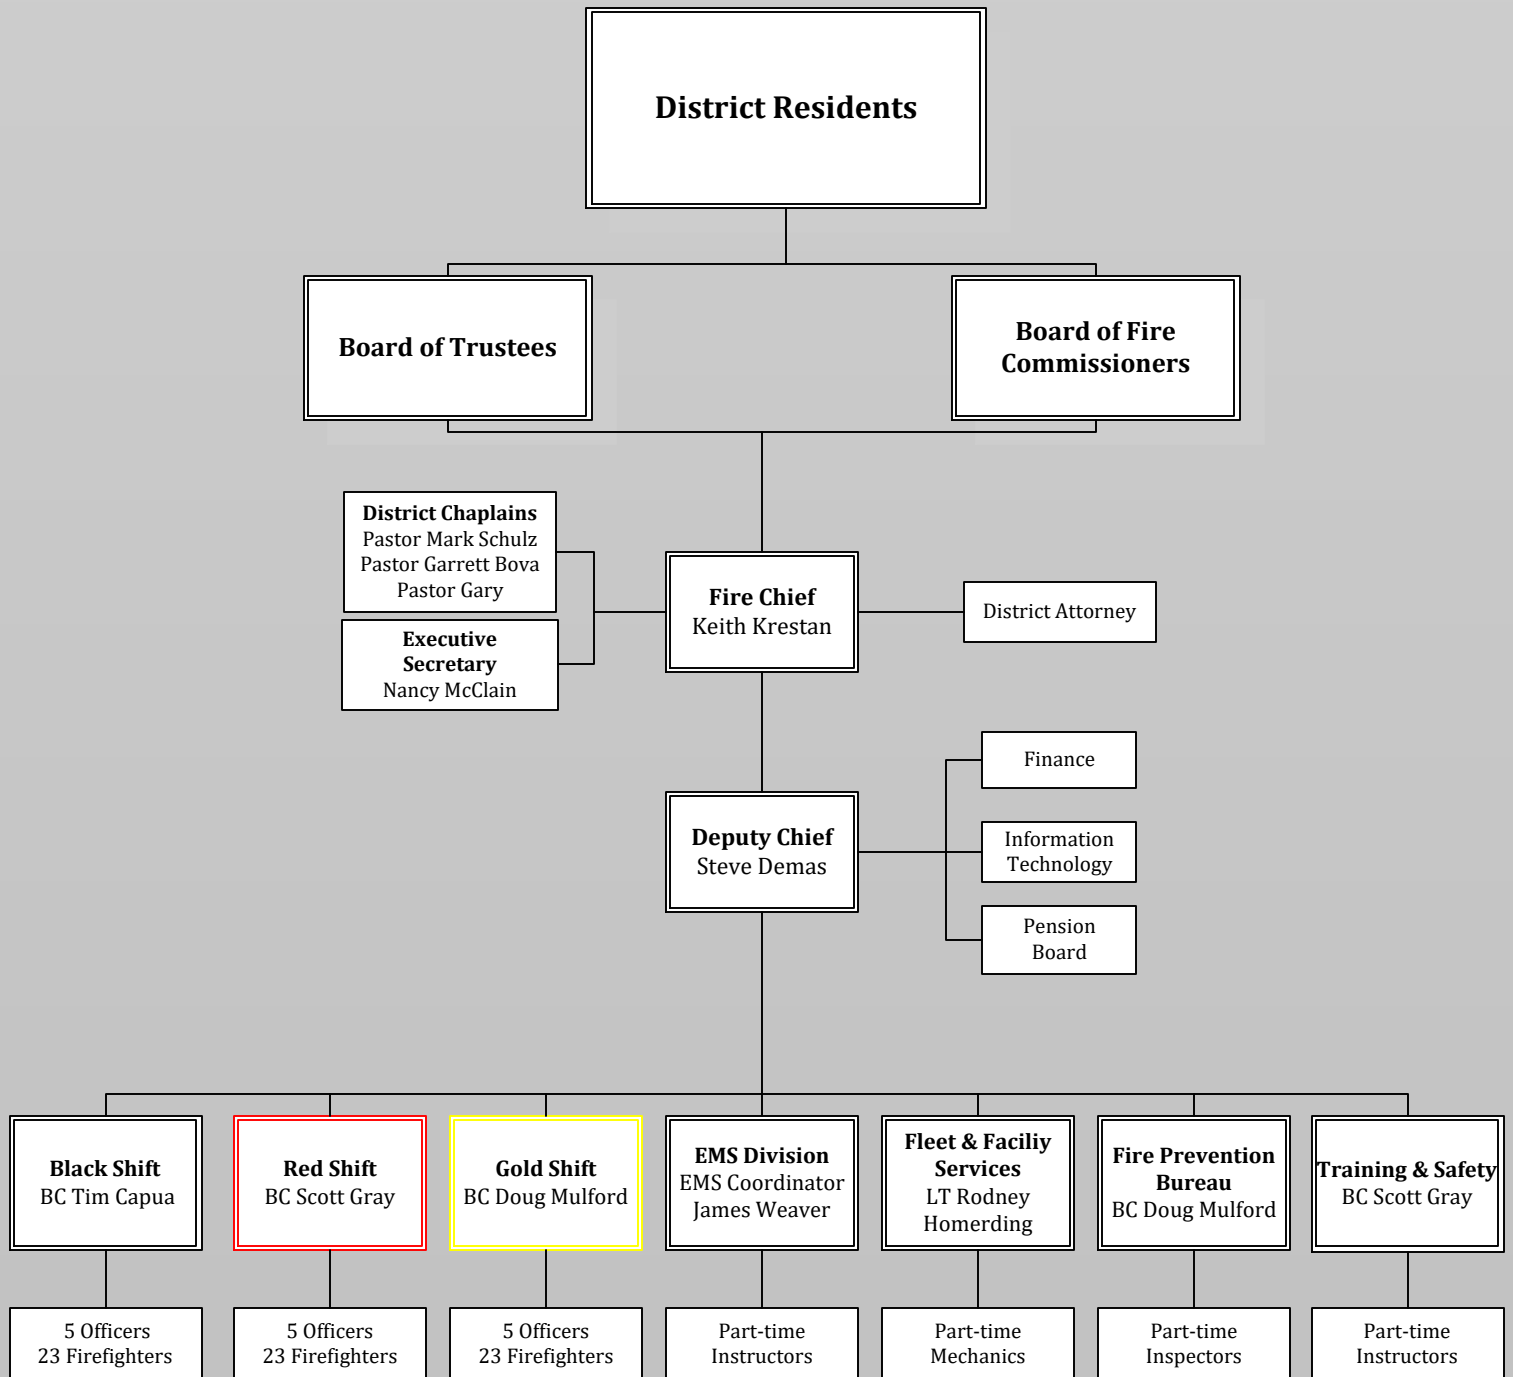 District Residents
Board of Trustees
Board of Fire
Commissioners
District Chaplains
Pastor Mark Schulz
Pastor Garrett Bova
Pastor Gary
Executive
Secretary
Nancy McClain
Fire Chief
Keith Krestan
District Attorney
Deputy Chief
Steve Demas
Finance
Information
Technology
Pension
Board
Black Shift
BC Tim Capua
Red Shift
BC Scott Gray
Gold Shift
BC Doug Mulford
EMS Division
EMS Coordinator
James Weaver
Fleet & Faciliy
Services
LT Rodney
Homerding
Fire Prevention
Bureau
BC Doug Mulford
Training & Safety
BC Scott Gray
5 Officers
23 Firefighters
5 Officers
23 Firefighters
5 Officers
23 Firefighters
Part-time
Instructors
Part-time
Mechanics
Part-time
Inspectors
Part-time
Instructors